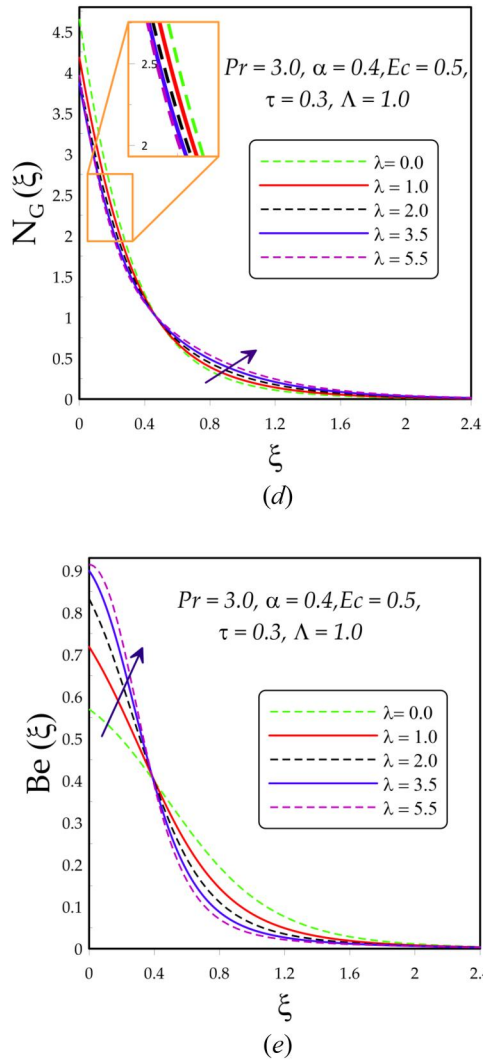 4.5
4
3.5
3
2.5
2
1.5
1
0.5
0
N_G(ξ)
2.5
2
Pr = 3.0, α = 0.4,Ec = 0.5,
τ = 0.3, Λ = 1.0
λ = 0.0
λ = 1.0
λ = 2.0
λ = 3.5
λ = 5.5
0 0.4 0.8 1.2 1.6 2 2.4
ξ
(d)
0.9
0.8
0.7
0.6
0.5
0.4
0.3
0.2
0.1
0
Be (ξ)
Pr = 3.0, α = 0.4,Ec = 0.5,
τ = 0.3, Λ = 1.0
λ= 0.0
λ = 1.0
λ = 2.0
λ = 3.5
λ = 5.5
0 0.4 0.8 1.2 1.6 2 2.4
ξ
(e)